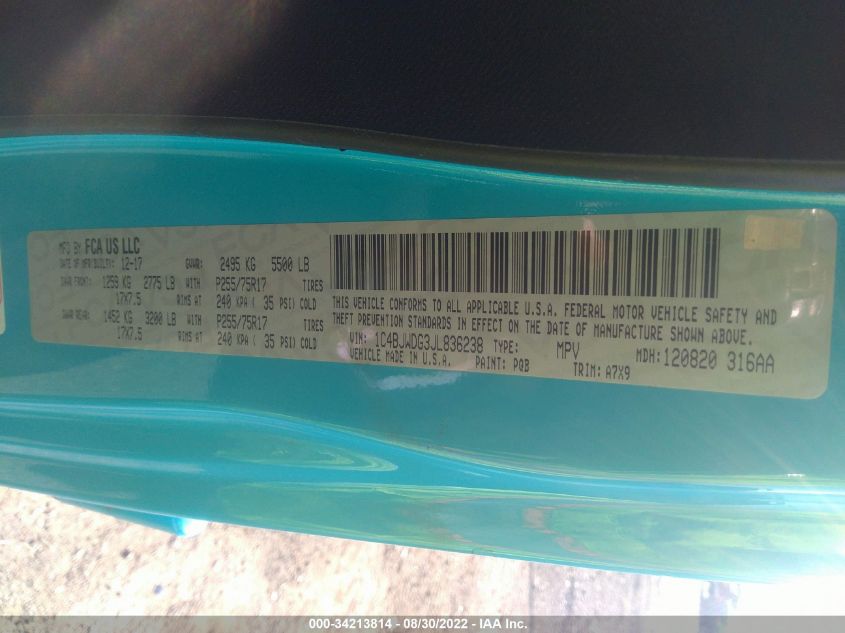 MFD BY FCA US LLC
DATE OF MFR(BUILT): 12-17 GVWR: 2495 KG 5500 LB
GAWR FRONT: 1259 KG 2775 LB WITH P255/75R17 TIRES
17X7.5 RIMS AT 240 KPA ( 35 PSI) COLD
GAWR REAR: 1452 KG 3200 LB WITH P255/75R17 TIRES
17X7.5 RIMS AT 240 KPA ( 35 PSI) COLD
THIS VEHICLE CONFORMS TO ALL APPLICABLE U.S.A. FEDERAL MOTOR VEHICLE SAFETY AND
THEFT PREVENTION STANDARDS IN EFFECT ON THE DATE OF MANUFACTURE SHOWN ABOVE.
VIN: 1C4BJWDG3JL836238 TYPE: MPV MDH: 120820 316AA
VEHICLE MADE IN U.S.A. PAINT: PQB TRIM: A7X9
000-34213814 - 08/30/2022 - IAA Inc.